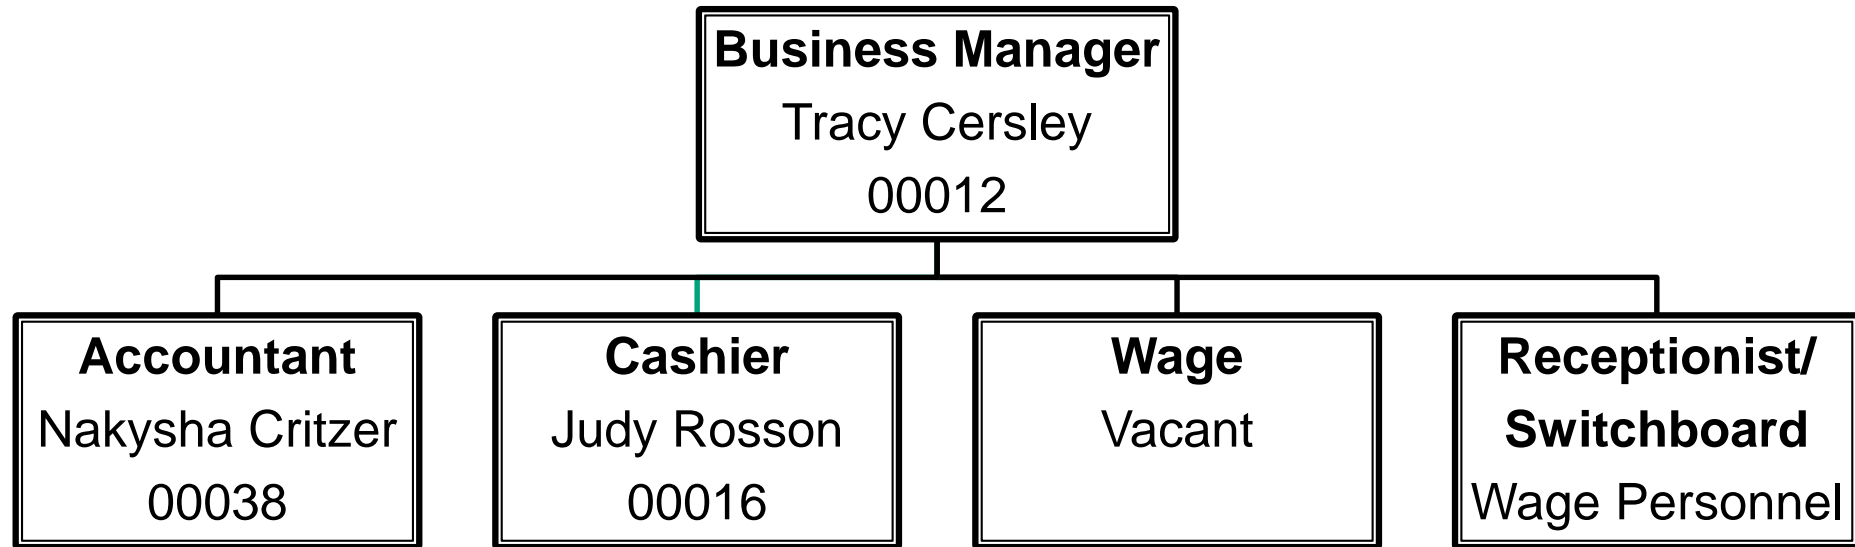 Business Manager
Tracy Cersley
00012
Accountant
Nakysha Critzer
00038
Cashier
Judy Rosson
00016
Wage
Vacant
Receptionist/
Switchboard
Wage Personnel